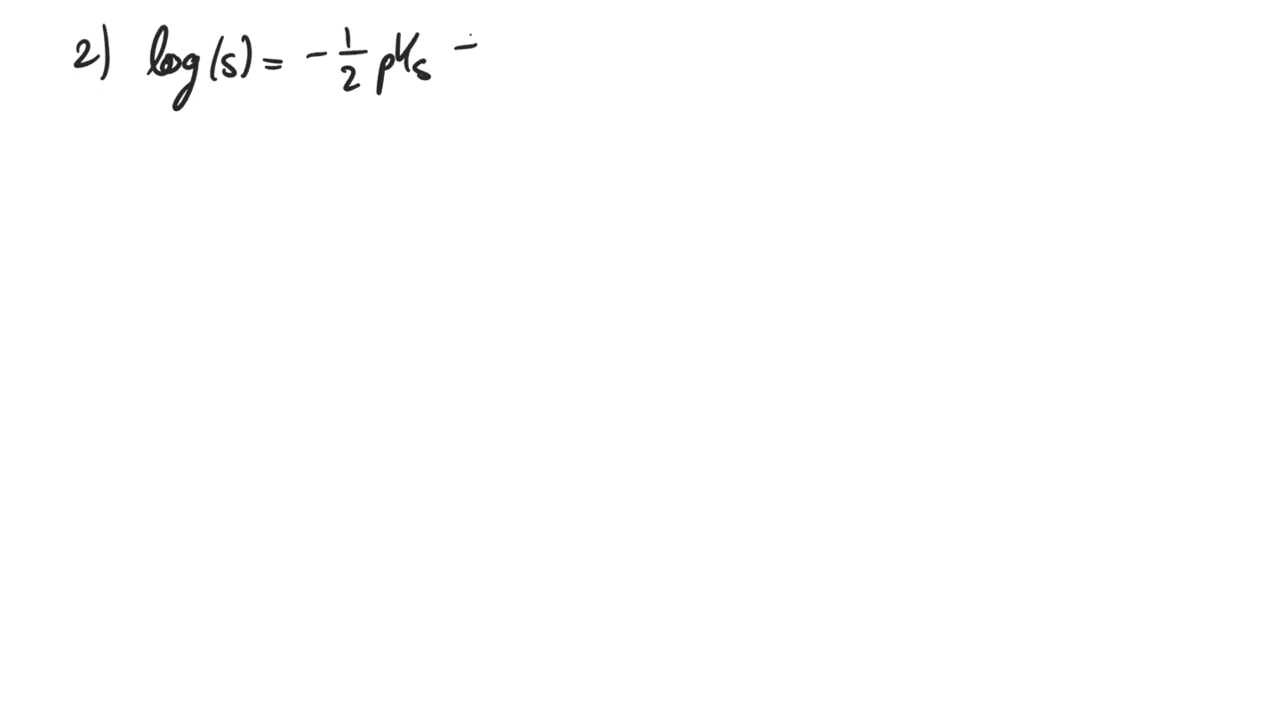 2) log(s) = - 1/2 pKs -